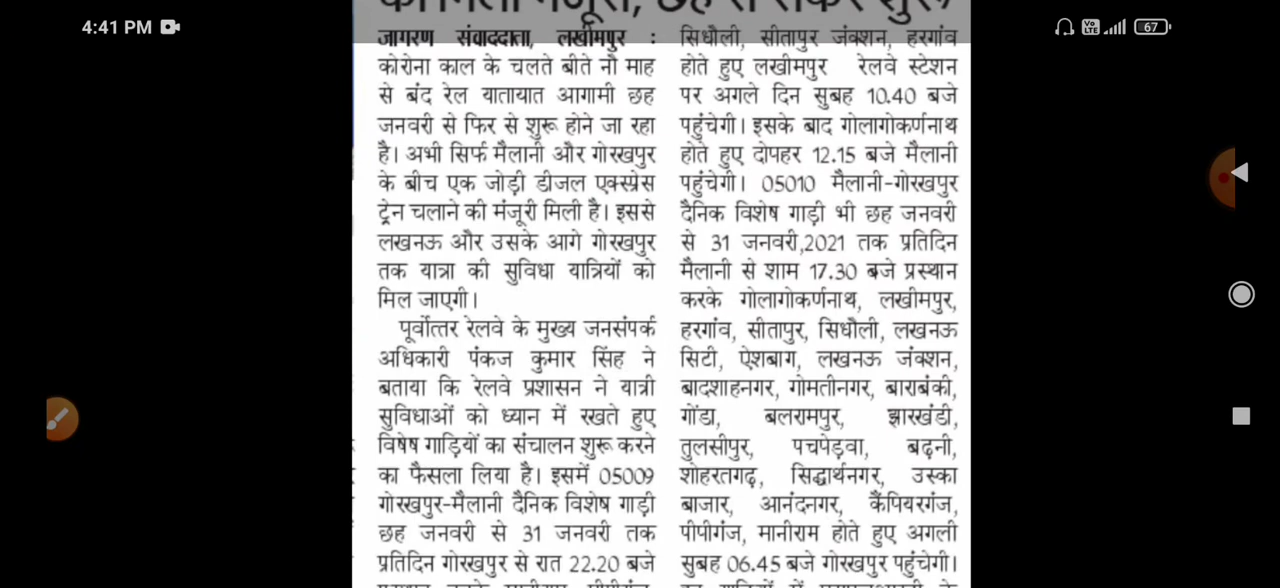 4:41 PM
Vo LTE
67
जागरण संवाददाता, लखीमपुर :
कोरोना काल के चलते बीते नौ माह
से बंद रेल यातायात आगामी छह
जनवरी से फिर से शुरू होने जा रहा
है। अभी सिर्फ मैलानी और गोरखपुर
के बीच एक जोड़ी डीजल एक्स्प्रेस
ट्रेन चलाने की मंजूरी मिली है। इससे
लखनऊ और उसके आगे गोरखपुर
तक यात्रा की सुविधा यात्रियों को
मिल जाएगी।
पूर्वोत्तर रेलवे के मुख्य जनसंपर्क
अधिकारी पंकज कुमार सिंह ने
बताया कि रेलवे प्रशासन ने यात्री
सुविधाओं को ध्यान में रखते हुए
विषेष गाड़ियों का संचालन शुरू करने
का फैसला लिया है। इसमें 05009
गोरखपुर-मैलानी दैनिक विशेष गाड़ी
छह जनवरी से 31 जनवरी तक
प्रतिदिन गोरखपुर से रात 22.20 बजे
सिधौली, सीतापुर जंक्शन, हरगांव
होते हुए लखीमपुर रेलवे स्टेशन
पर अगले दिन सुबह 10.40 बजे
पहुंचेगी। इसके बाद गोलागोकर्णनाथ
होते हुए दोपहर 12.15 बजे मैलानी
पहुंचेगी। 05010 मैलानी-गोरखपुर
दैनिक विशेष गाड़ी भी छह जनवरी
से 31 जनवरी,2021 तक प्रतिदिन
मैलानी से शाम 17.30 बजे प्रस्थान
करके गोलागोकर्णनाथ, लखीमपुर,
हरगांव, सीतापुर, सिधौली, लखनऊ
सिटी, ऐशबाग, लखनऊ जंक्शन,
बादशाहनगर, गोमतीनगर, बाराबंकी,
गोंडा, बलरामपुर, झारखंडी,
तुलसीपुर, पचपेड़वा, बढ़नी,
शोहरतगढ़, सिद्धार्थनगर, उस्का
बाजार, आनंदनगर, कैंपियरगंज,
पीपीगंज, मानीराम होते हुए अगली
सुबह 06.45 बजे गोरखपुर पहुंचेगी।